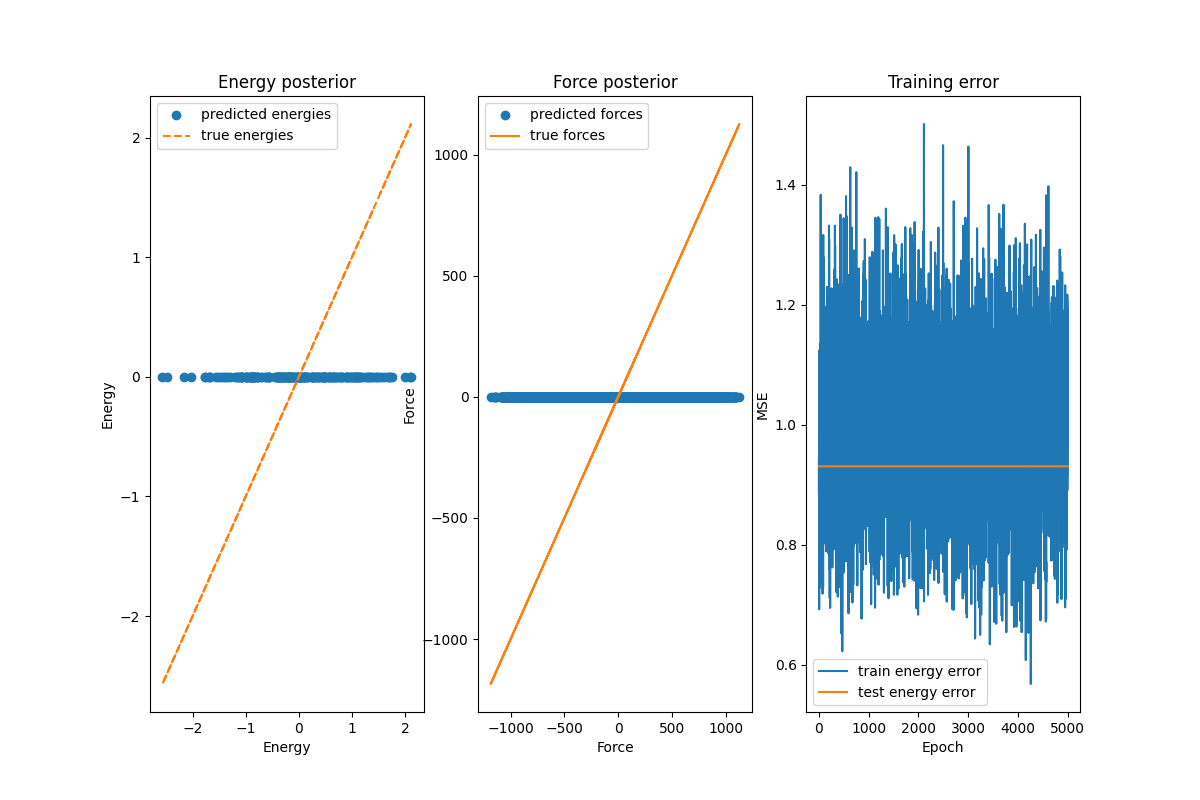 Energy posterior
predicted energies
true energies
2
1
0
−1
−2
Energy
−2
−1
0
1
2
Energy
Force posterior
predicted forces
true forces
1000
500
0
−500
−1000
Force
−1000
−500
0
500
1000
Force
Training error
1.4
1.2
1.0
0.8
0.6
MSE
train energy error
test energy error
0
1000
2000
3000
4000
5000
Epoch